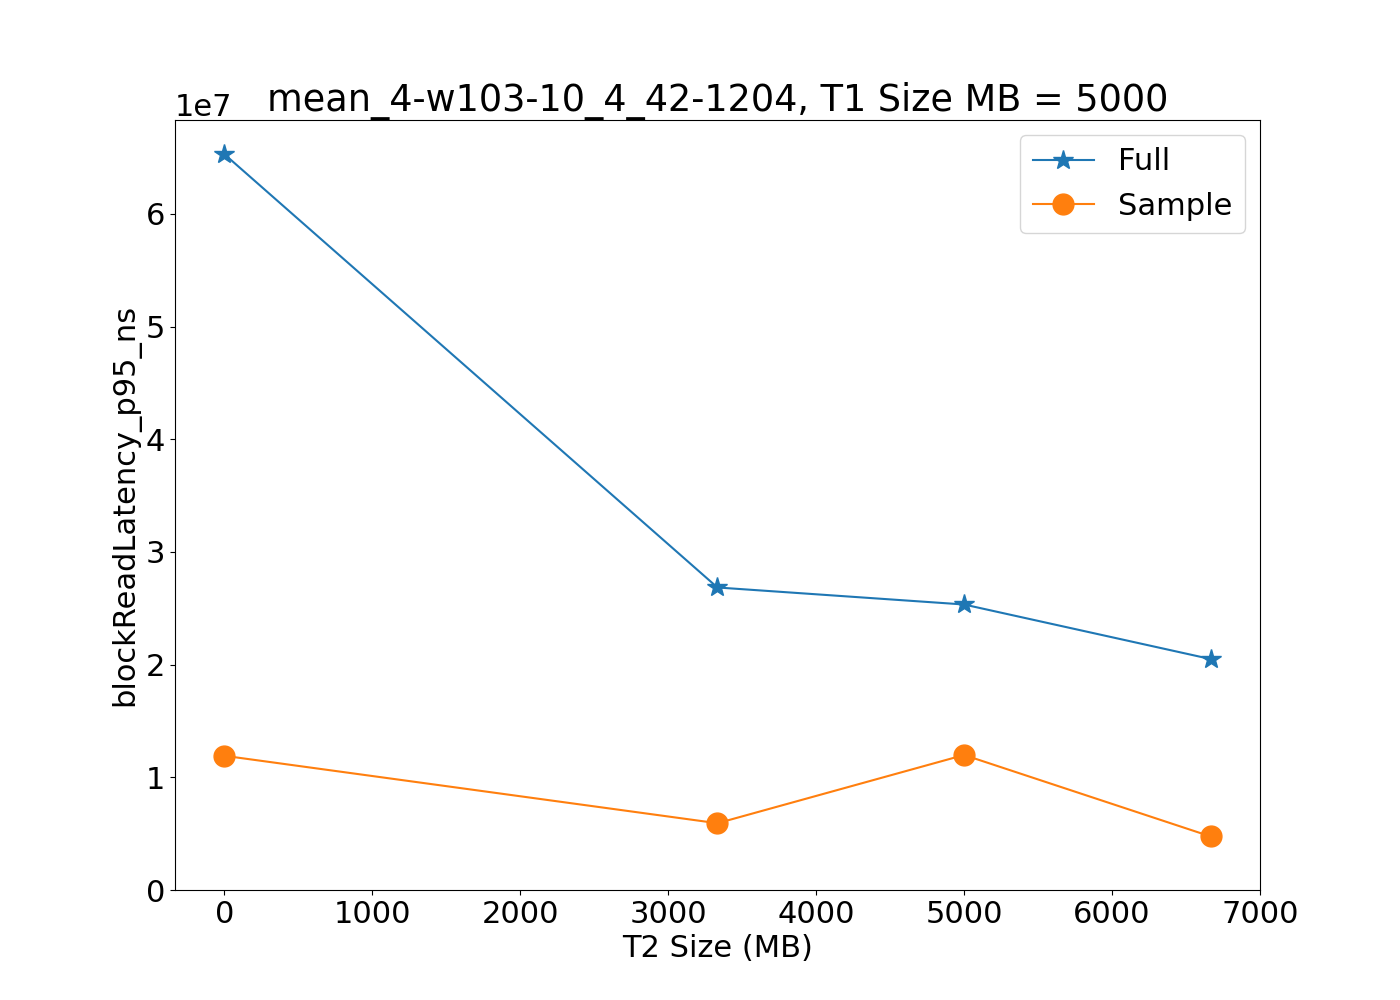 1e7
mean_4-w103-10_4_42-1204, T1 Size MB = 5000
Full
Sample
blockReadLatency_p95_ns
6
5
4
3
2
1
0
0 1000 2000 3000 4000 5000 6000 7000
T2 Size (MB)